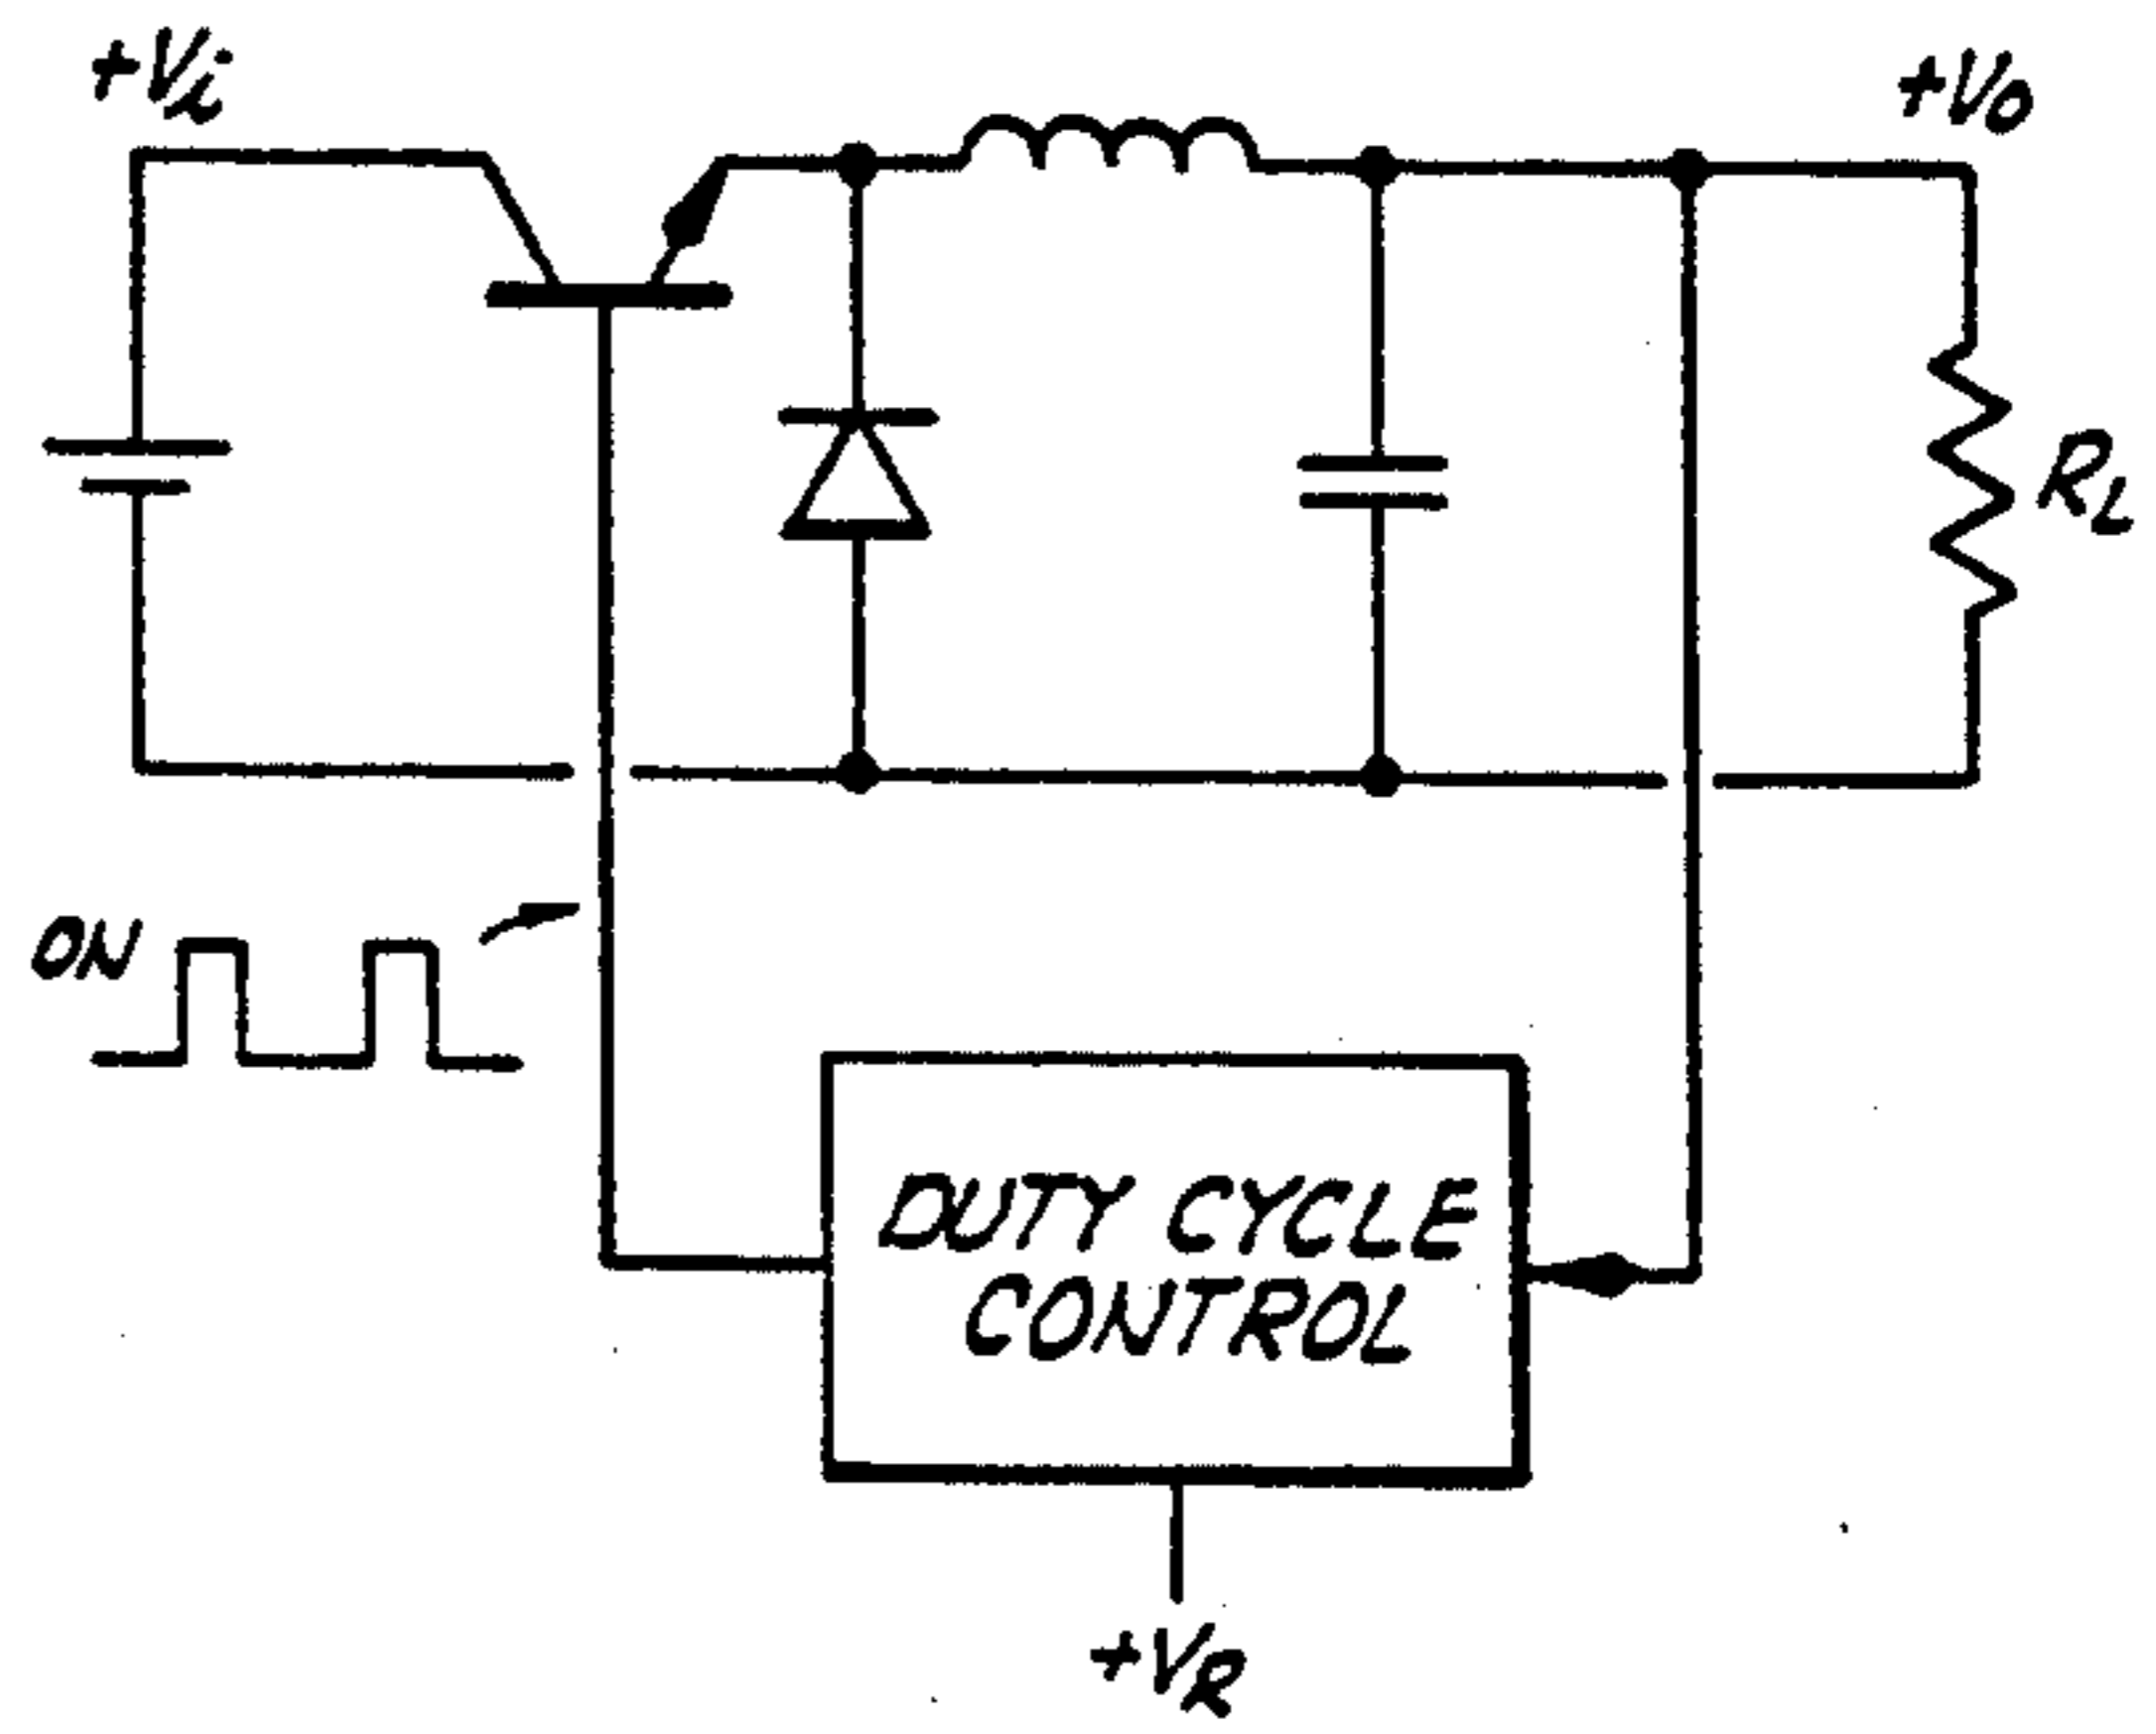 +Vi
+Vo
RL
ON
DUTY CYCLE
CONTROL
+VR